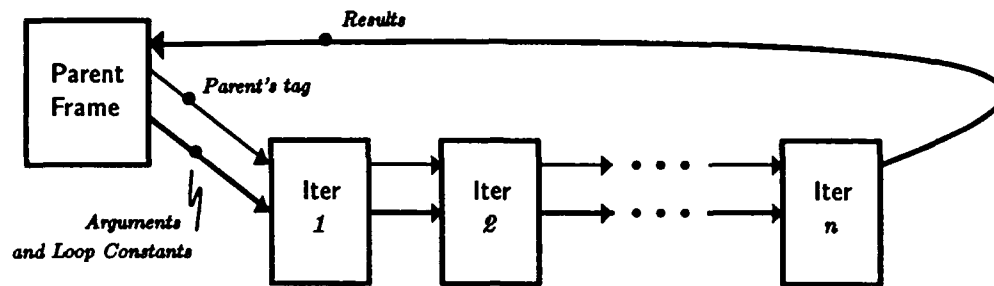 Results
Parent
Frame
Parent's tag
Iter
1
Iter
2
Iter
n
Arguments
and Loop Constants